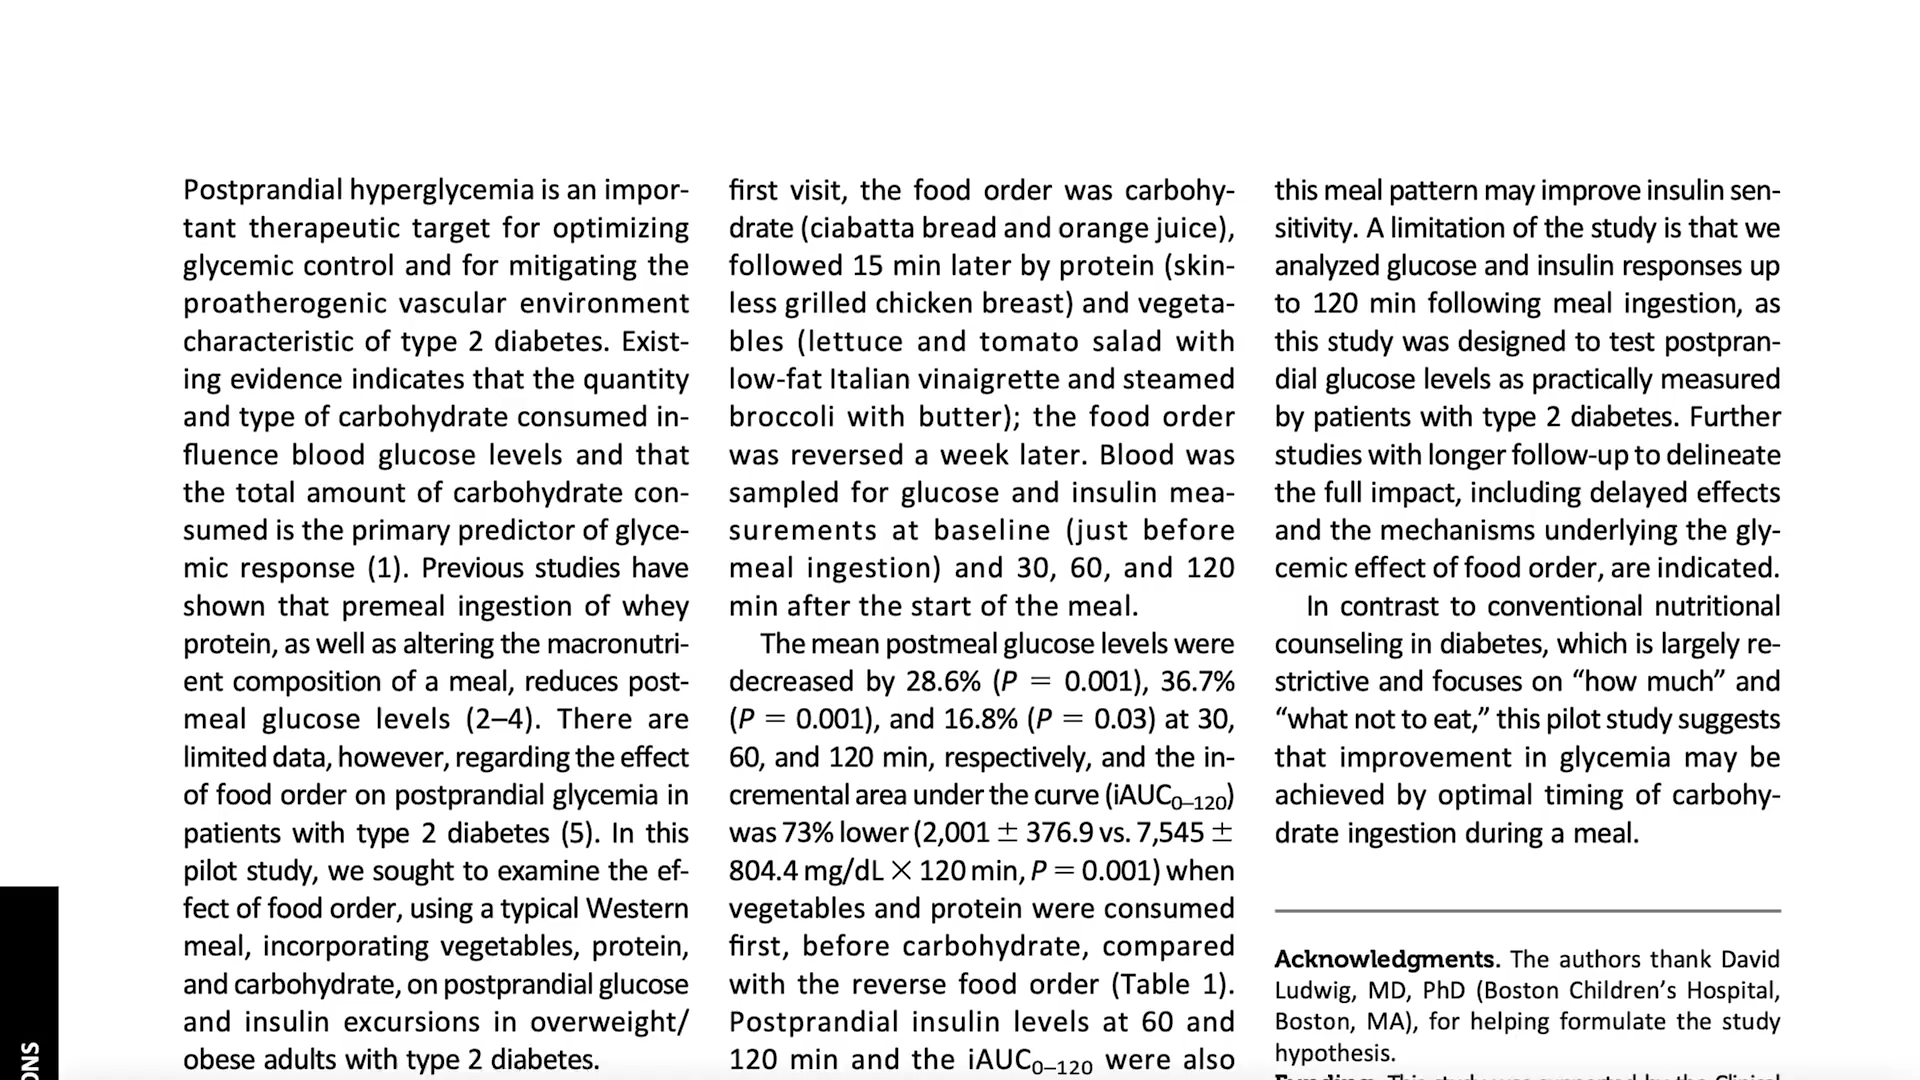 Postprandial hyperglycemia is an impor-
tant therapeutic target for optimizing
glycemic control and for mitigating the
proatherogenic vascular environment
characteristic of type 2 diabetes. Exist-
ing evidence indicates that the quantity
and type of carbohydrate consumed in-
fluence blood glucose levels and that
the total amount of carbohydrate con-
sumed is the primary predictor of glyce-
mic response (1). Previous studies have
shown that premeal ingestion of whey
protein, as well as altering the macronutri-
ent composition of a meal, reduces post-
meal glucose levels (2–4). There are
limited data, however, regarding the effect
of food order on postprandial glycemia in
patients with type 2 diabetes (5). In this
pilot study, we sought to examine the ef-
fect of food order, using a typical Western
meal, incorporating vegetables, protein,
and carbohydrate, on postprandial glucose
and insulin excursions in overweight/
obese adults with type 2 diabetes.
first visit, the food order was carbohy-
drate (ciabatta bread and orange juice),
followed 15 min later by protein (skin-
less grilled chicken breast) and vegeta-
bles (lettuce and tomato salad with
low-fat Italian vinaigrette and steamed
broccoli with butter); the food order
was reversed a week later. Blood was
sampled for glucose and insulin mea-
surements at baseline (just before
meal ingestion) and 30, 60, and 120
min after the start of the meal.
The mean postmeal glucose levels were
decreased by 28.6% (P = 0.001), 36.7%
(P = 0.001), and 16.8% (P = 0.03) at 30,
60, and 120 min, respectively, and the in-
cremental area under the curve (iAUC0–120)
was 73% lower (2,001 ± 376.9 vs. 7,545 ±
804.4 mg/dL × 120 min, P = 0.001) when
vegetables and protein were consumed
first, before carbohydrate, compared
with the reverse food order (Table 1).
Postprandial insulin levels at 60 and
120 min and the iAUC0–120 were also
this meal pattern may improve insulin sen-
sitivity. A limitation of the study is that we
analyzed glucose and insulin responses up
to 120 min following meal ingestion, as
this study was designed to test postpran-
dial glucose levels as practically measured
by patients with type 2 diabetes. Further
studies with longer follow-up to delineate
the full impact, including delayed effects
and the mechanisms underlying the gly-
cemic effect of food order, are indicated.
In contrast to conventional nutritional
counseling in diabetes, which is largely re-
strictive and focuses on “how much” and
“what not to eat,” this pilot study suggests
that improvement in glycemia may be
achieved by optimal timing of carbohy-
drate ingestion during a meal.
Acknowledgments. The authors thank David
Ludwig, MD, PhD (Boston Children’s Hospital,
Boston, MA), for helping formulate the study
hypothesis.
ONS